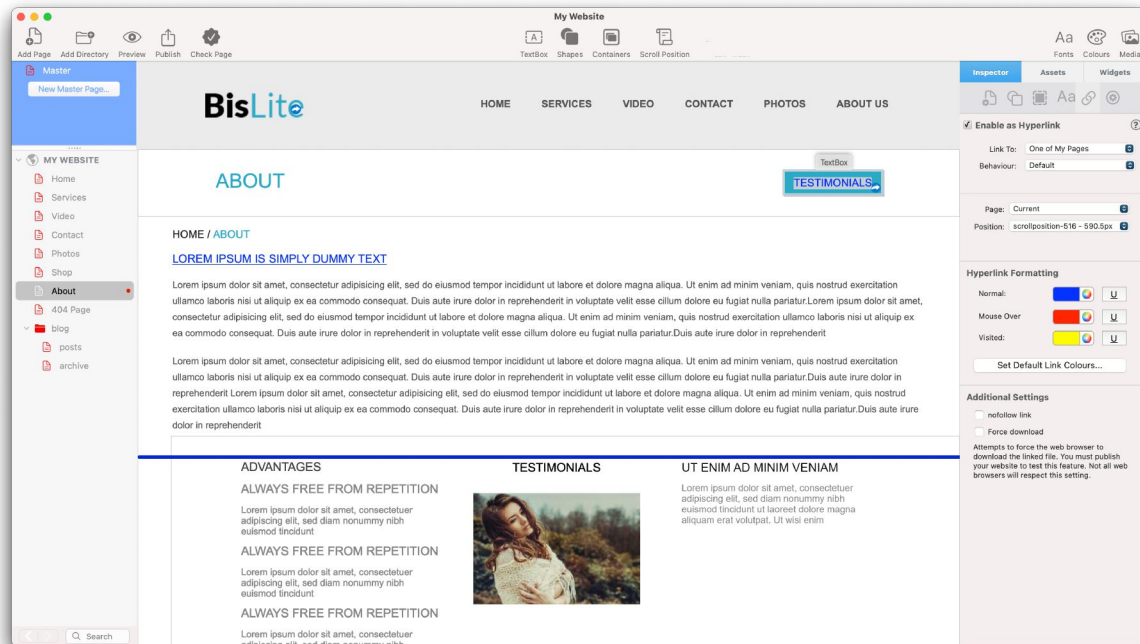 My Website
Add Page
Add Directory
Preview
Publish
Check Page
TextBox
Shapes
Containers
Scroll Position
Fonts
Colours
Media
Master
New Master Page...
MY WEBSITE
Home
Services
Video
Contact
Photos
Shop
About
404 Page
blog
posts
archive
Search
BisLite
HOME
SERVICES
VIDEO
CONTACT
PHOTOS
ABOUT US
ABOUT
TextBox
TESTIMONIALS
HOME / ABOUT
LOREM IPSUM IS SIMPLY DUMMY TEXT
Lorem ipsum dolor sit amet, consectetur adipisicing elit, sed do eiusmod tempor incididunt ut labore et dolore magna aliqua. Ut enim ad minim veniam, quis nostrud exercitation
ullamco laboris nisi ut aliquip ex ea commodo consequat. Duis aute irure dolor in reprehenderit in voluptate velit esse cillum dolore eu fugiat nulla pariatur.Lorem ipsum dolor sit amet,
consectetur adipisicing elit, sed do eiusmod tempor incididunt ut labore et dolore magna aliqua. Ut enim ad minim veniam, quis nostrud exercitation ullamco laboris nisi ut aliquip ex
ea commodo consequat. Duis aute irure dolor in reprehenderit in voluptate velit esse cillum dolore eu fugiat nulla pariatur.Duis aute irure dolor in reprehenderit
Lorem ipsum dolor sit amet, consectetur adipisicing elit, sed do eiusmod tempor incididunt ut labore et dolore magna aliqua. Ut enim ad minim veniam, quis nostrud exercitation
ullamco laboris nisi ut aliquip ex ea commodo consequat. Duis aute irure dolor in reprehenderit in voluptate velit esse cillum dolore eu fugiat nulla pariatur.Duis aute irure dolor in
reprehenderit Lorem ipsum dolor sit amet, consectetur adipisicing elit, sed do eiusmod tempor incididunt ut labore et dolore magna aliqua. Ut enim ad minim veniam, quis nostrud
exercitation ullamco laboris nisi ut aliquip ex ea commodo consequat. Duis aute irure dolor in reprehenderit in voluptate velit esse cillum dolore eu fugiat nulla pariatur.Duis aute irure
dolor in reprehenderit
ADVANTAGES
ALWAYS FREE FROM REPETITION
Lorem ipsum dolor sit amet, consectetuer
adipiscing elit, sed diam nonummy nibh
euismod tincidunt
ALWAYS FREE FROM REPETITION
Lorem ipsum dolor sit amet, consectetuer
adipiscing elit, sed diam nonummy nibh
euismod tincidunt
ALWAYS FREE FROM REPETITION
Lorem ipsum dolor sit amet, consectetuer
adipiscing elit, sed diam nonummy nibh
TESTIMONIALS
UT ENIM AD MINIM VENIAM
Lorem ipsum dolor sit amet, consectetuer
adipiscing elit, sed diam nonummy nibh
euismod tincidunt ut laoreet dolore magna
aliquam erat volutpat. Ut wisi enim
Inspector
Assets
Widgets
Enable as Hyperlink
Link To: One of My Pages
Behaviour: Default
Page: Current
Position: scrollposition-516 - 590.5px
Hyperlink Formatting
Normal: U
Mouse Over U
Visited: U
Set Default Link Colours...
Additional Settings
nofollow link
Force download
Attempts to force the web browser to
download the linked file. You must publish
your website to test this feature. Not all web
browsers will respect this setting.